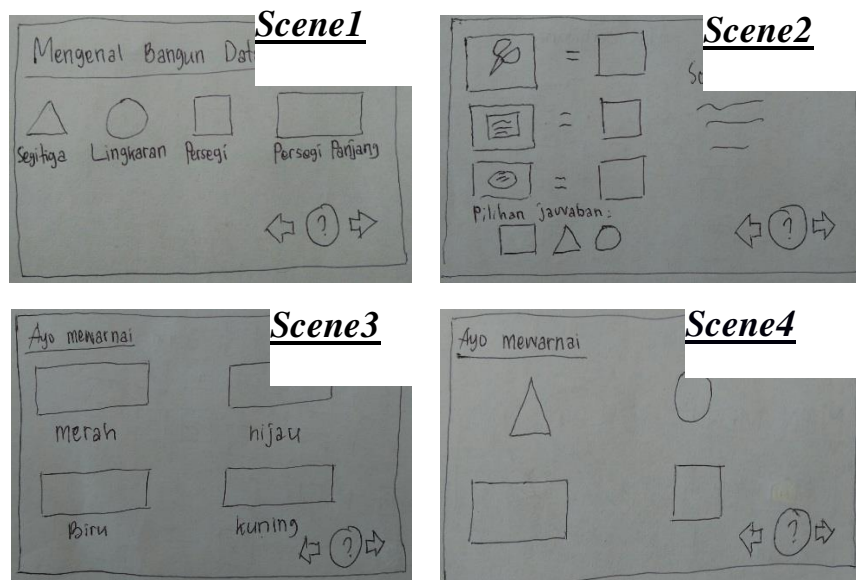 Scene1
Mengenal Bangun
Segitiga Lingkaran Persegi Persegi Panjang
?
Scene2
= 
=
=
Pilihan jawaban:
?
Scene3
Ayo mewarnai
merah hijau
Biru kuning
?
Scene4
Ayo mewarnai
?